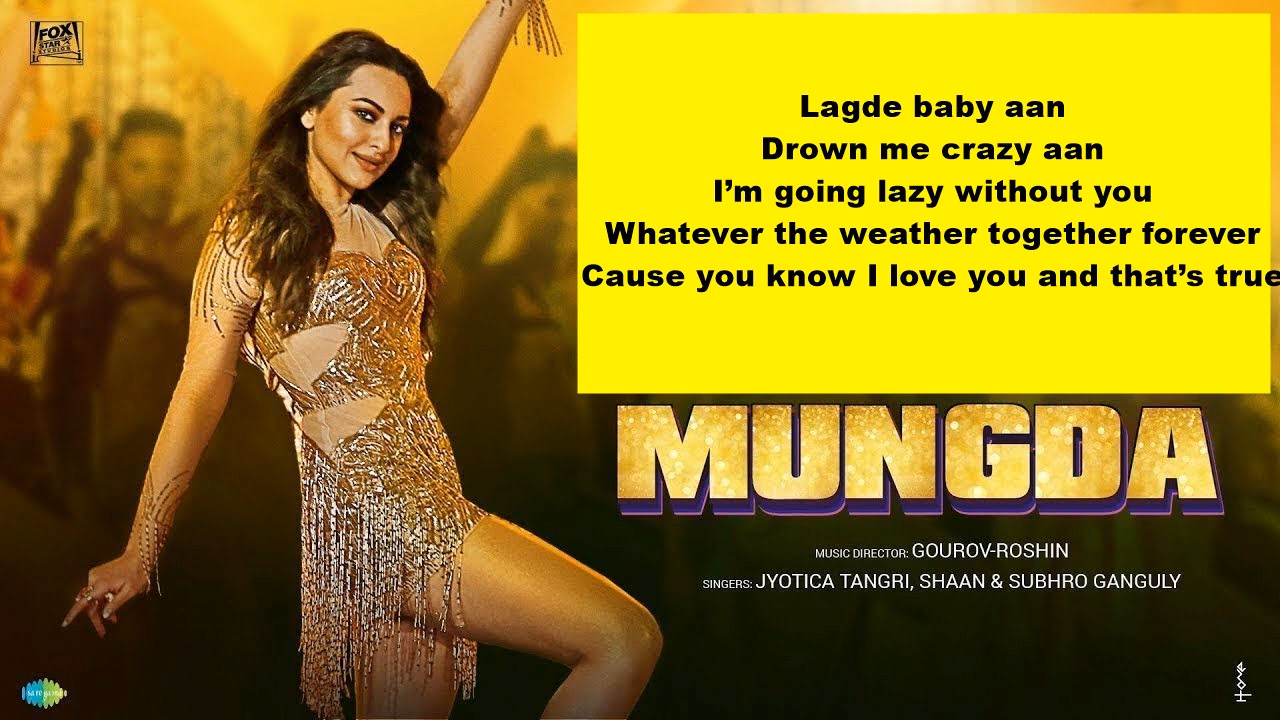 FOX
STAR
STUDIOS
Lagde baby aan
Drown me crazy aan
I’m going lazy without you
Whatever the weather together forever
Cause you know I love you and that’s true
MUNGDA
MUSIC DIRECTOR: GOUROV-ROSHIN
SINGERS: JYOTICA TANGRI, SHAAN & SUBHRO GANGULY
saregama